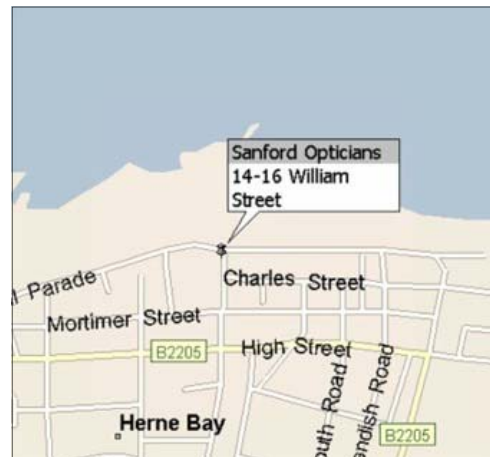 Sanford Opticians
14-16 William
Street
Charles Street
Parade
Mortimer Street
High Street
B2205
Road
Road
Herne Bay
B2205